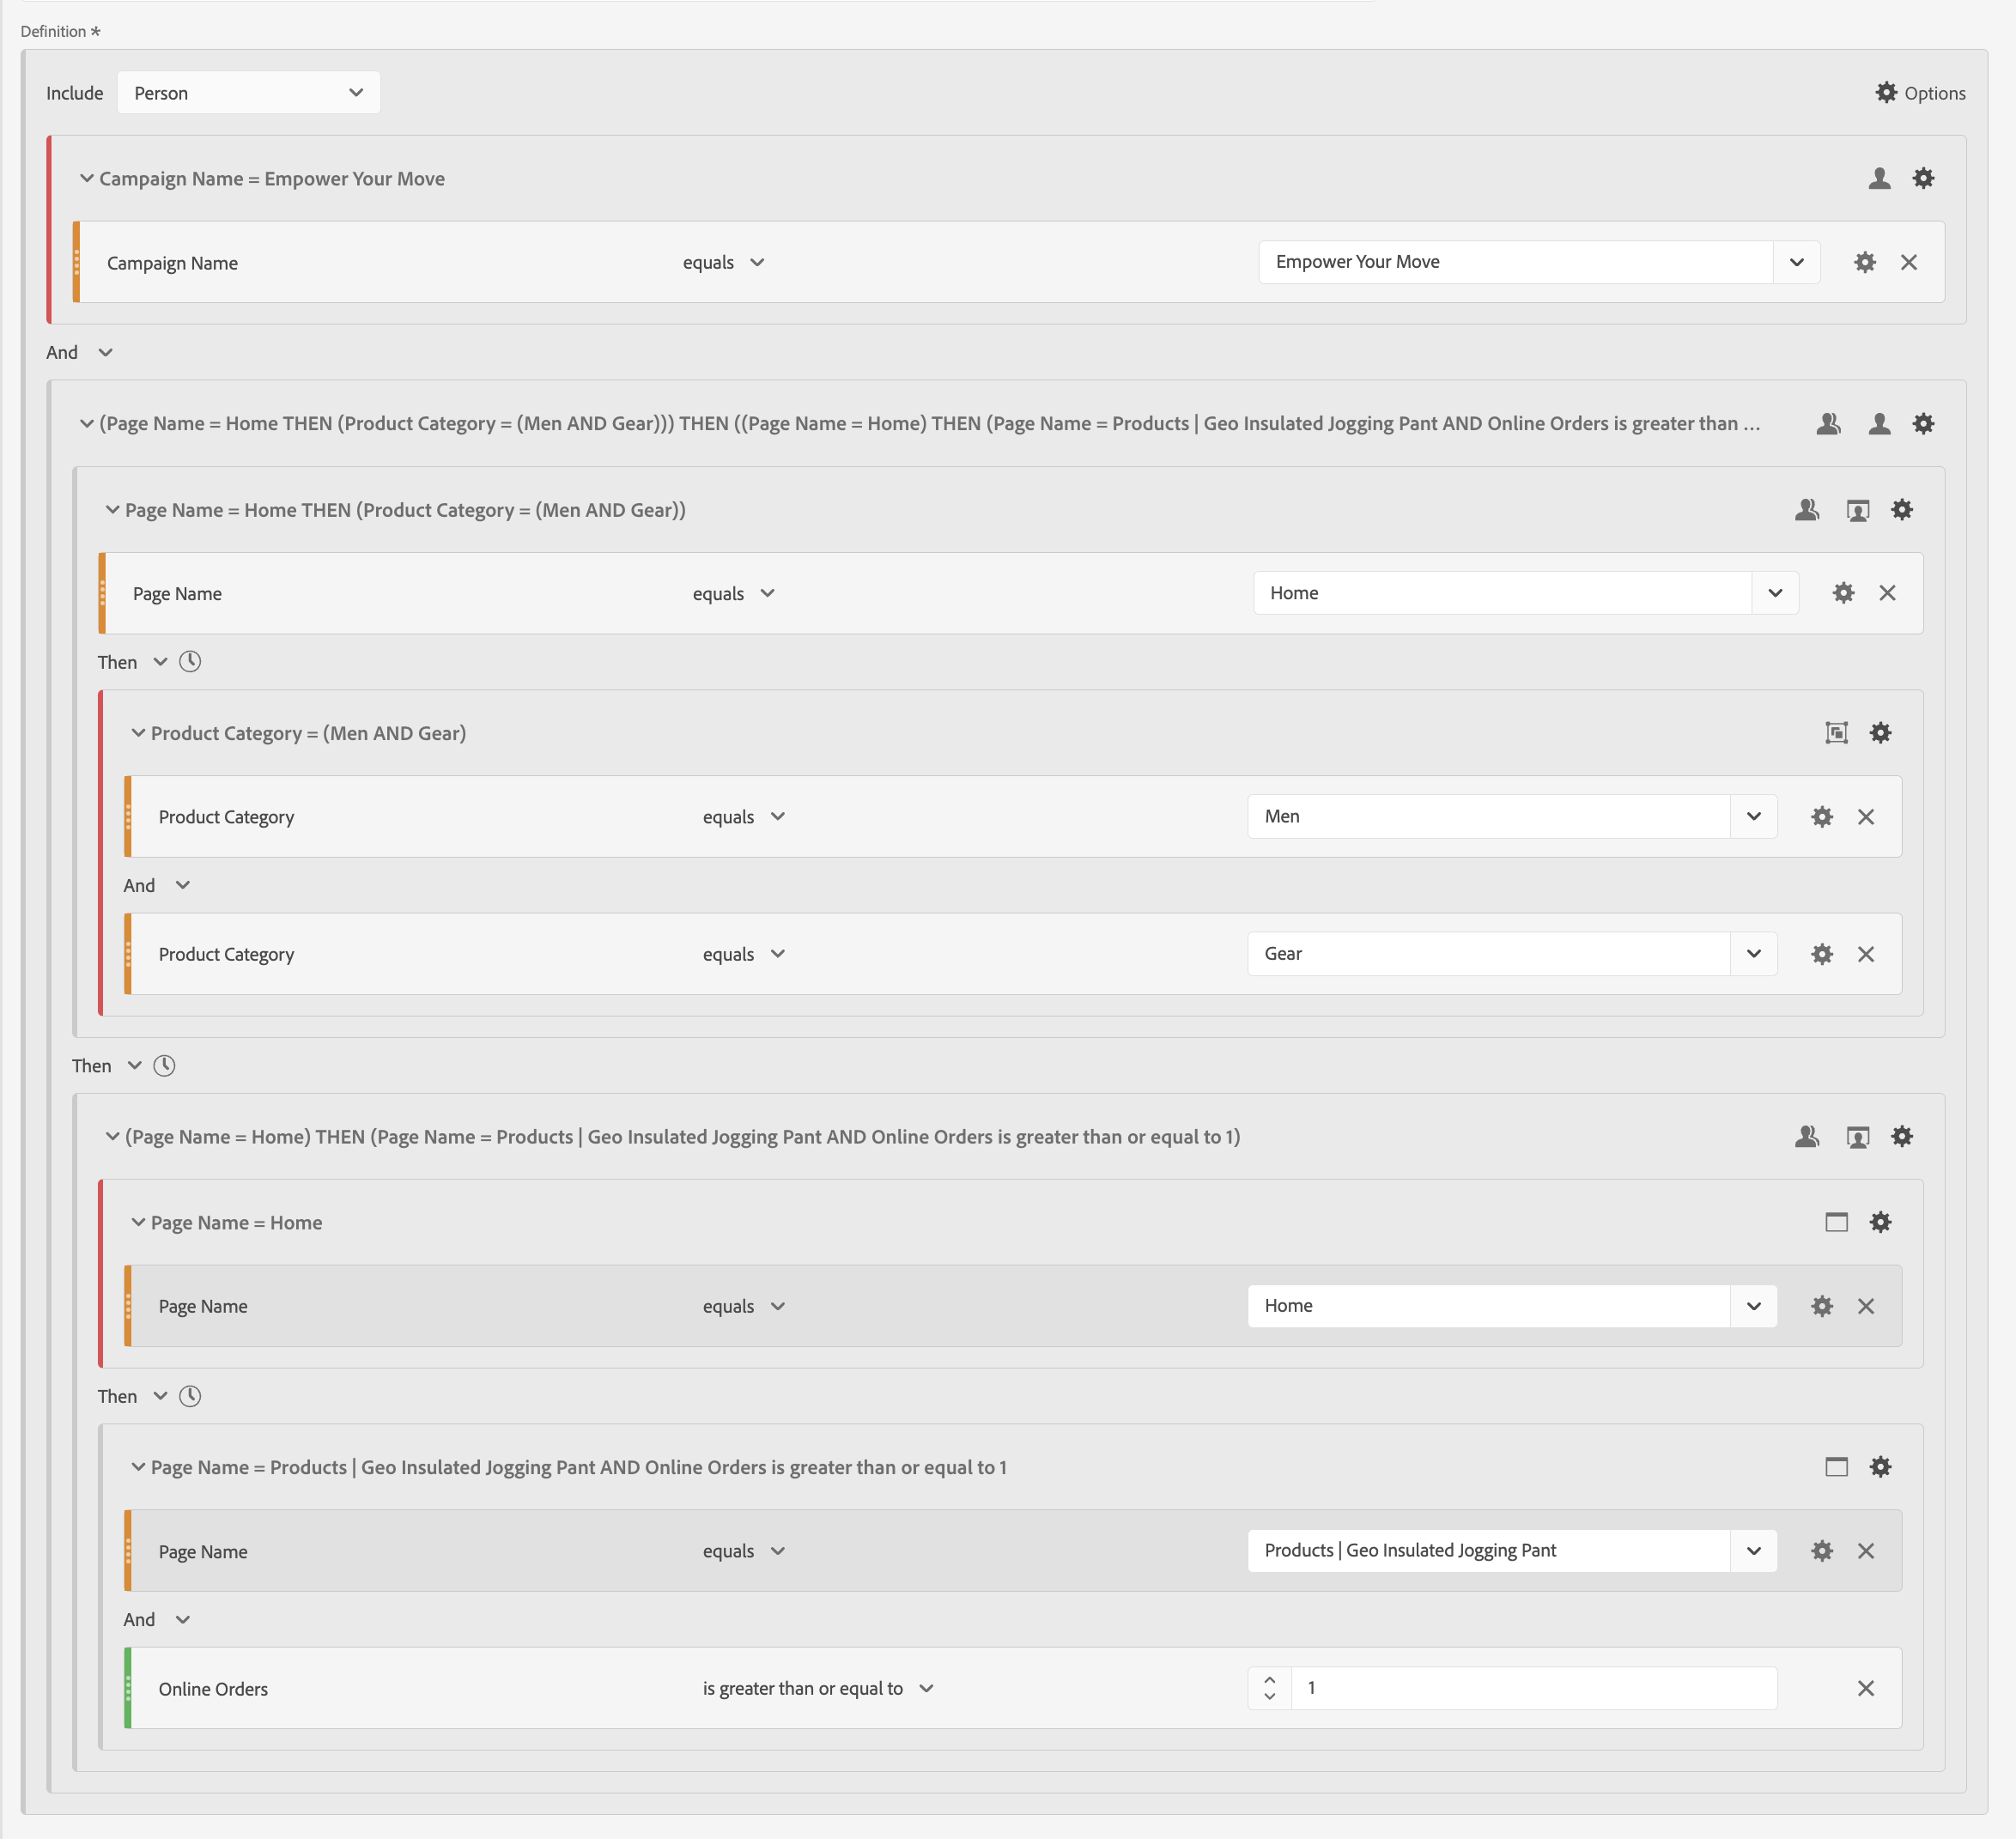 Definition *
Include Person Options
Campaign Name = Empower Your Move
Campaign Name equals Empower Your Move
And
(Page Name = Home THEN (Product Category = (Men AND Gear))) THEN ((Page Name = Home) THEN (Page Name = Products | Geo Insulated Jogging Pant AND Online Orders is greater than …
Page Name = Home THEN (Product Category = (Men AND Gear))
Page Name equals Home
Then
Product Category = (Men AND Gear)
Product Category equals Men
And
Product Category equals Gear
Then
(Page Name = Home) THEN (Page Name = Products | Geo Insulated Jogging Pant AND Online Orders is greater than or equal to 1)
Page Name = Home
Page Name equals Home
Then
Page Name = Products | Geo Insulated Jogging Pant AND Online Orders is greater than or equal to 1
Page Name equals Products | Geo Insulated Jogging Pant
And
Online Orders is greater than or equal to 1